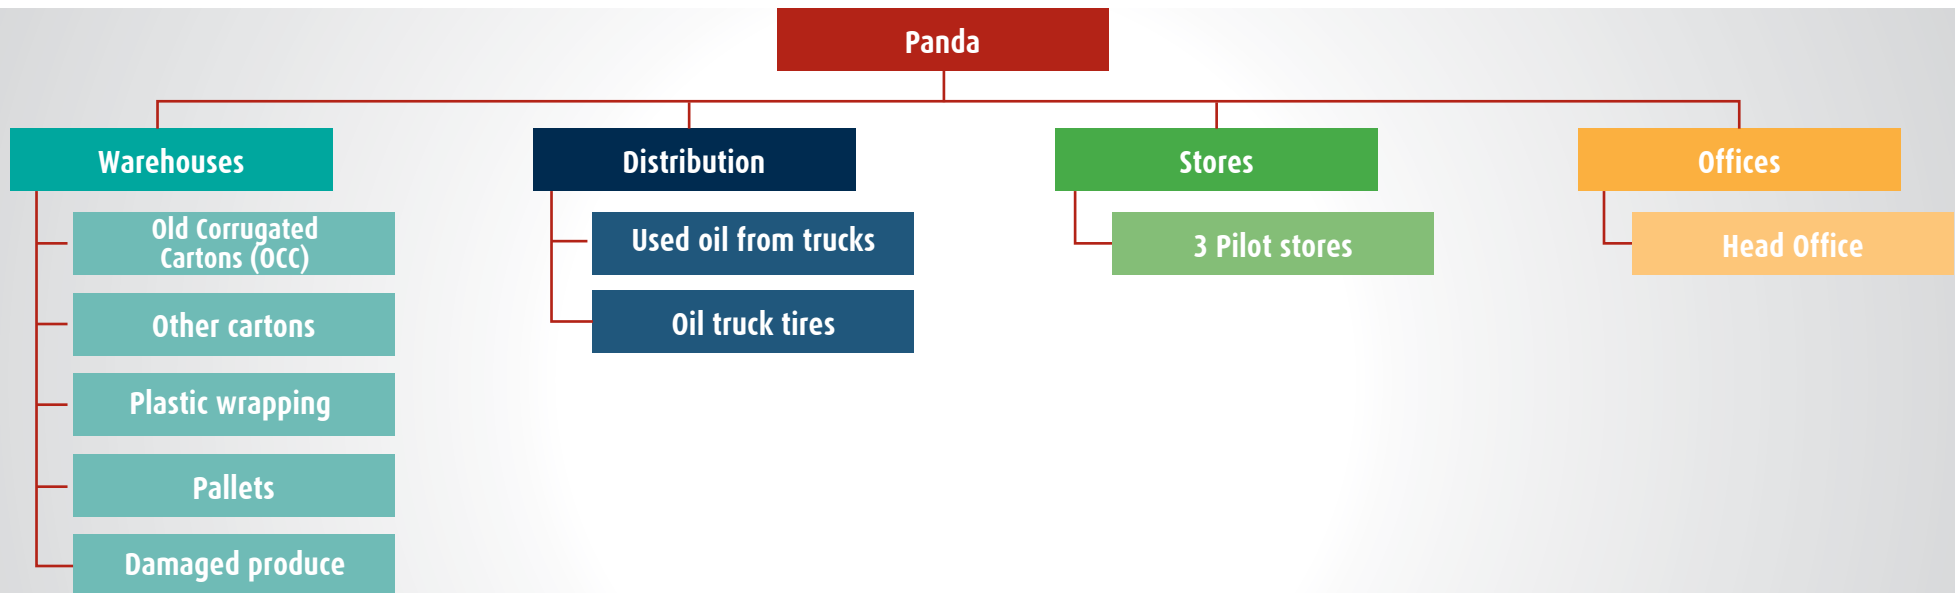 Panda
Warehouses
Distribution
Stores
Offices
Old Corrugated
Cartons (OCC)
Used oil from trucks
3 Pilot stores
Head Office
Other cartons
Oil truck tires
Plastic wrapping
Pallets
Damaged produce